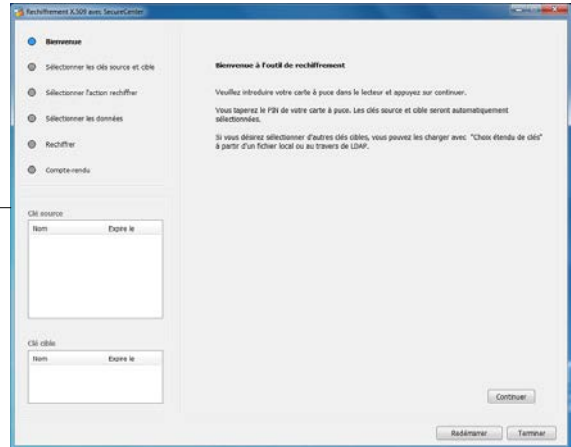 Rechiffrement X.509 avec SecureCenter
Bienvenue
Sélectionner les clés source et cible
Sélectionner l'action rechiffrer
Sélectionner les données
Rechiffrer
Compte-rendu
Clé source
Nom Expire le
Clé cible
Nom Expire le
Bienvenue à l'outil de rechiffrement
Veuillez introduire votre carte à puce dans le lecteur et appuyez sur continuer.
Vous taperez le PIN de votre carte à puce. Les clés source et cible seront automatiquement
sélectionnées.
Si vous désirez sélectionner d'autres clés cibles, vous pouvez les charger avec "Choix étendu de clés"
à partir d'un fichier local ou au travers de LDAP.
Continuer
Redémarrer Terminer